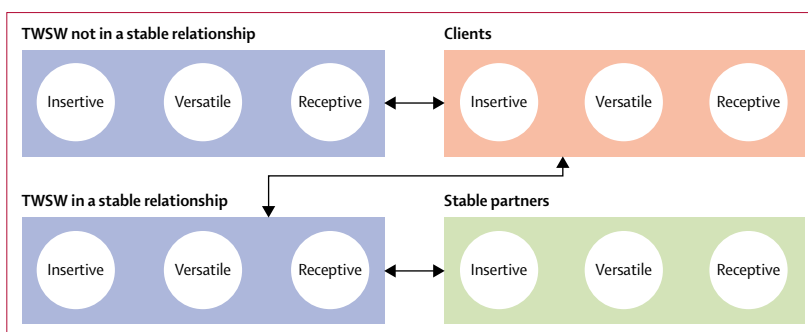 TWSW not in a stable relationship
Clients
Insertive
Versatile
Receptive
Insertive
Versatile
Receptive
TWSW in a stable relationship
Stable partners
Insertive
Versatile
Receptive
Insertive
Versatile
Receptive